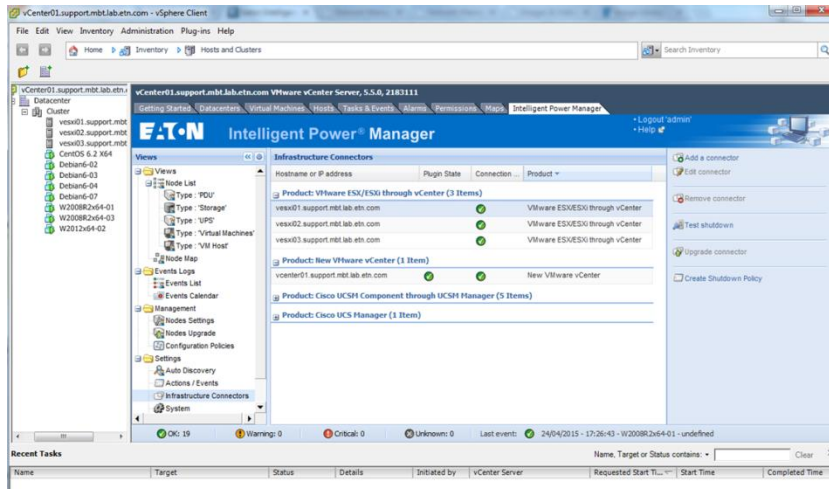 vCenter01.support.mbt.lab.etn.com - vSphere Client
File Edit View Inventory Administration Plug-ins Help
Home Inventory Hosts and Clusters
Search Inventory
vCenter01.support.mbt.lab.etn.
Datacenter
Cluster
vesxi01.support.mbt
vesxi02.support.mbt
vesxi03.support.mbt
CentOS 6.2 X64
Debian6-02
Debian6-03
Debian6-04
Debian6-07
W2008R2x64-01
W2008R2x64-03
W2012x64-02
vCenter01.support.mbt.lab.etn.com VMware vCenter Server, 5.5.0, 2183111
Getting Started Datacenters Virtual Machines Hosts Tasks & Events Alarms Permissions Maps Intelligent Power Manager
EATON Intelligent Power® Manager
Logout 'admin'
Help
Views
Views
Node List
Type : 'PDU'
Type : 'Storage'
Type : 'UPS'
Type : 'Virtual Machines'
Type : 'VM Host'
Node Map
Events Logs
Events List
Events Calendar
Management
Nodes Settings
Nodes Upgrade
Configuration Policies
Settings
Auto Discovery
Actions / Events
Infrastructure Connectors
System
Infrastructure Connectors
Hostname or IP address Plugin State Connection ... Product
Product: VMware ESX/ESXi through vCenter (3 Items)
vesxi01.support.mbt.lab.etn.com VMware ESX/ESXi through vCenter
vesxi02.support.mbt.lab.etn.com VMware ESX/ESXi through vCenter
vesxi03.support.mbt.lab.etn.com VMware ESX/ESXi through vCenter
Product: New VMware vCenter (1 Item)
vcenter01.support.mbt.lab.etn.com New VMware vCenter
Product: Cisco UCSM Component through UCSM Manager (5 Items)
Product: Cisco UCS Manager (1 Item)
Add a connector
Edit connector
Remove connector
Test shutdown
Upgrade connector
Create Shutdown Policy
OK: 19 Warning: 0 Critical: 0 Unknown: 0 Last event: 24/04/2015 - 17:26:43 - W2008R2x64-01 - undefined
Recent Tasks
Name, Target or Status contains: Clear
Name Target Status Details Initiated by vCenter Server Requested Start Ti... Start Time Completed Time